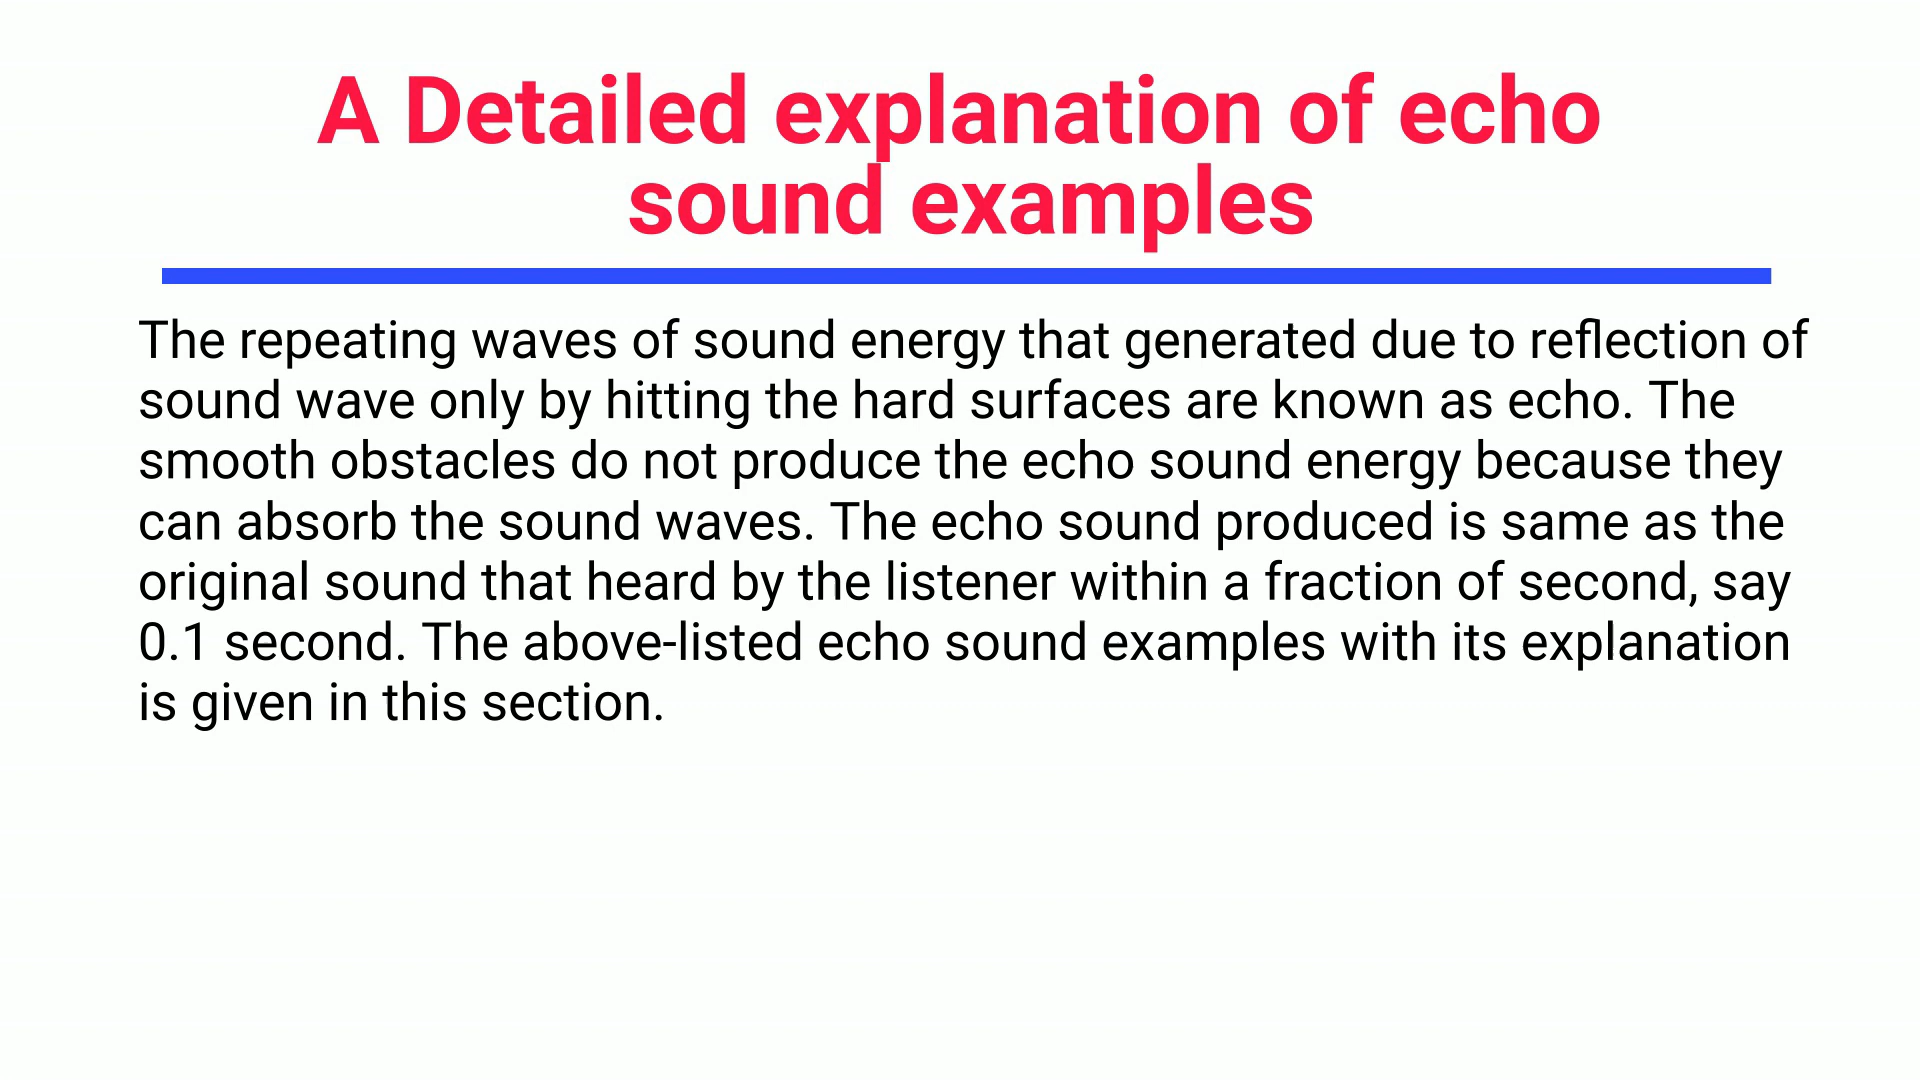 A Detailed explanation of echo
sound examples
The repeating waves of sound energy that generated due to reflection of
sound wave only by hitting the hard surfaces are known as echo. The
smooth obstacles do not produce the echo sound energy because they
can absorb the sound waves. The echo sound produced is same as the
original sound that heard by the listener within a fraction of second, say
0.1 second. The above-listed echo sound examples with its explanation
is given in this section.